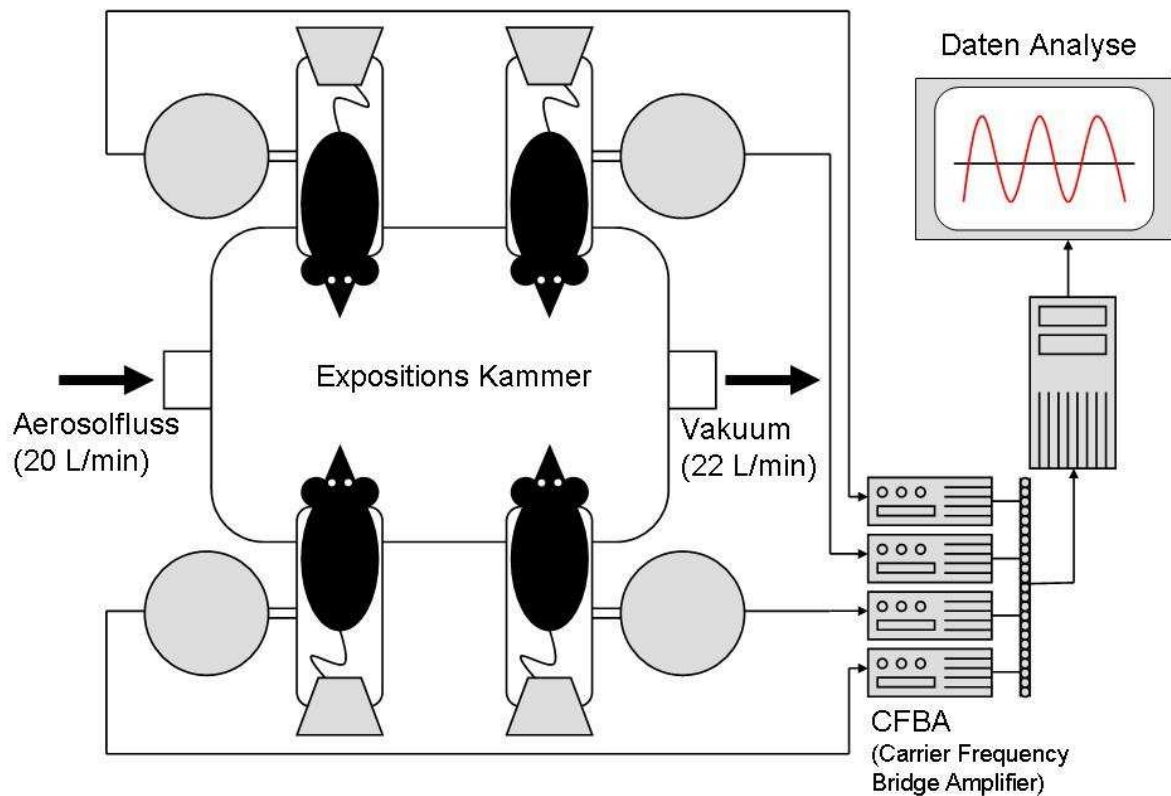 Daten Analyse
Expositions Kammer
Aerosolfluss
(20 L/min)
Vakuum
(22 L/min)
CFBA
(Carrier Frequency
Bridge Amplifier)